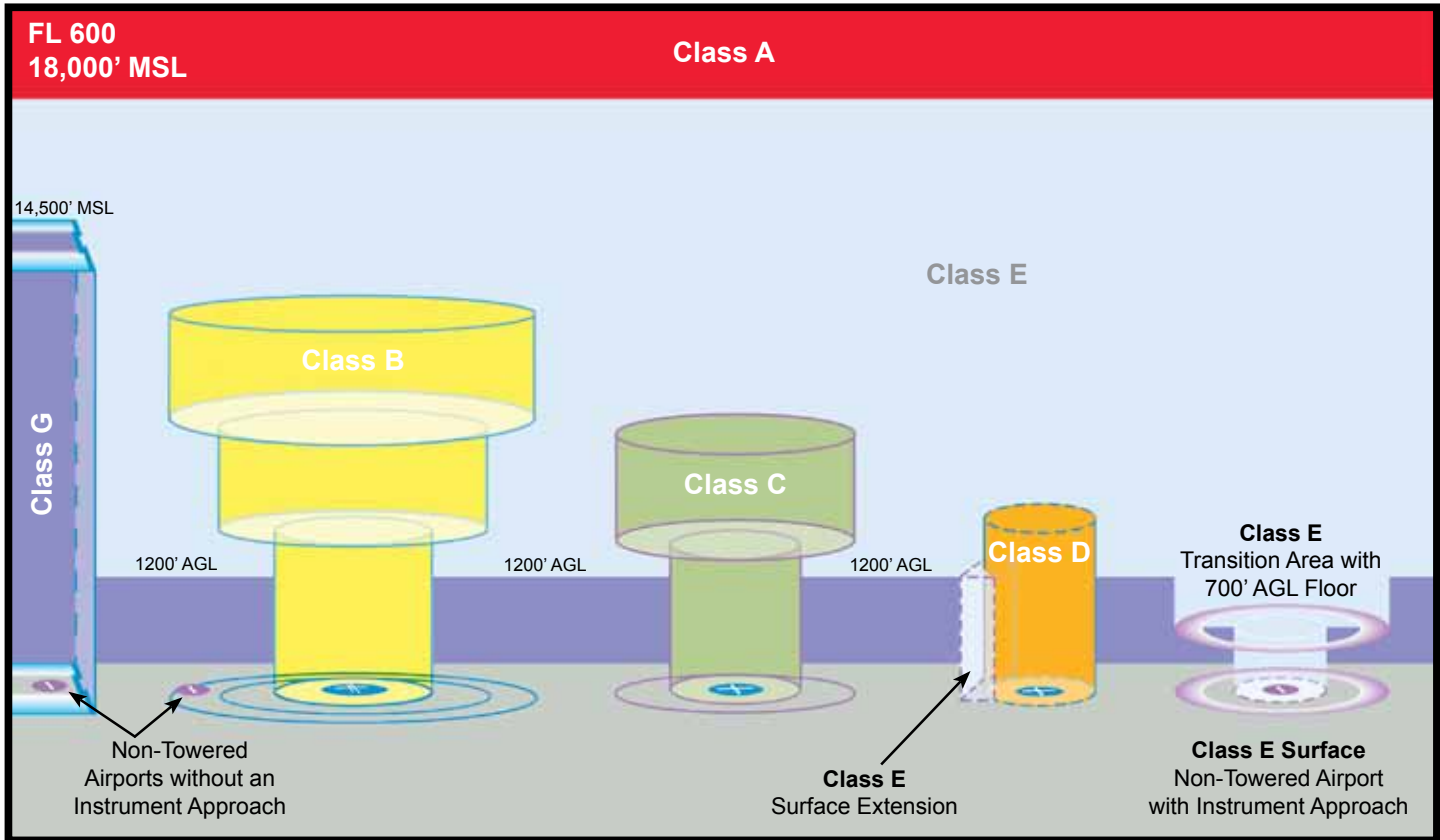 FL 600
18,000’ MSL
Class A
14,500’ MSL
Class E
Class B
Class G
Class C
Class D
1200’ AGL
1200’ AGL
1200’ AGL
Class E
Transition Area with
700’ AGL Floor
Non-Towered
Airports without an
Instrument Approach
Class E
Surface Extension
Class E Surface
Non-Towered Airport
with Instrument Approach